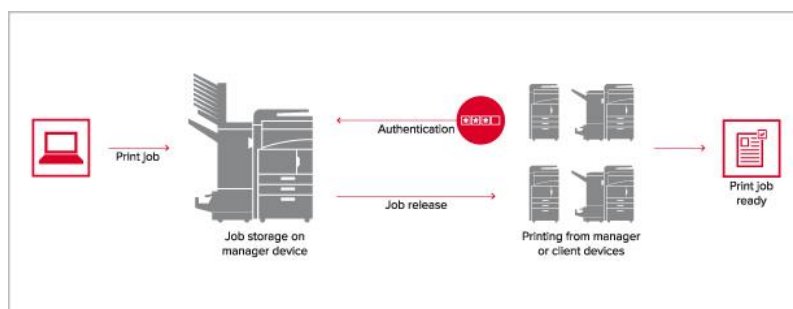 Print job
Authentication
Job release
Job storage on
manager device
Printing from manager
or client devices
Print job
ready